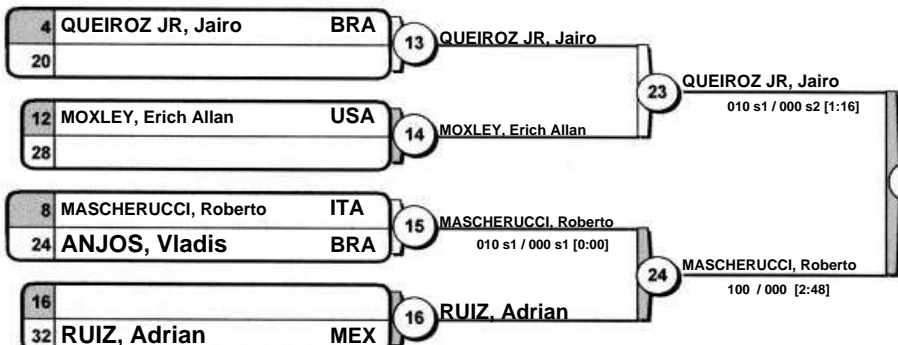 4 QUEIROZ JR, Jairo BRA
20
13 QUEIROZ JR, Jairo
12 MOXLEY, Erich Allan USA
28
14 MOXLEY, Erich Allan
23 QUEIROZ JR, Jairo
010 s1 / 000 s2 [1:16]
8 MASCHERUCCI, Roberto ITA
24 ANJOS, Vladis BRA
15 MASCHERUCCI, Roberto
010 s1 / 000 s1 [0:00]
16
32 RUIZ, Adrian MEX
16 RUIZ, Adrian
24 MASCHERUCCI, Roberto
100 / 000 [2:48]